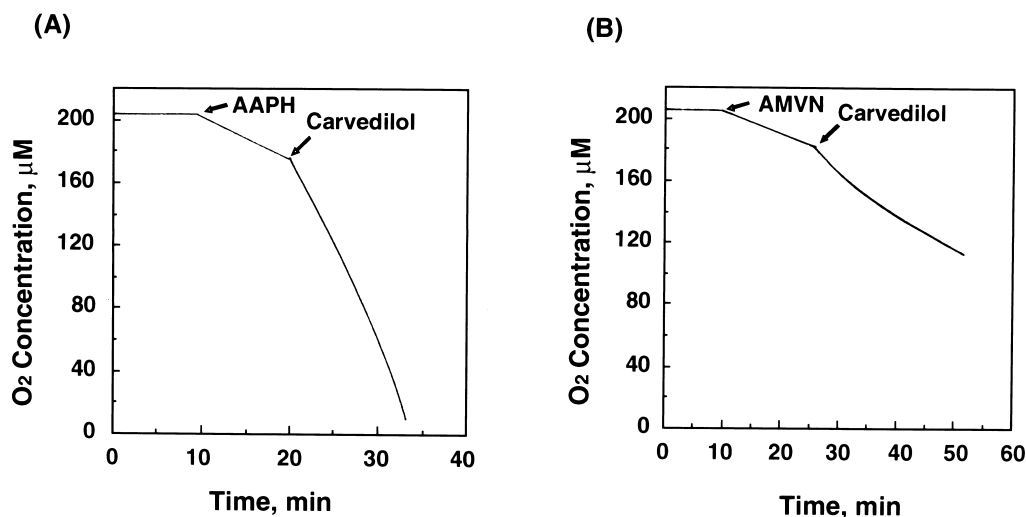 (A)
AAPH
Carvedilol
O2 Concentration, μM
200
160
120
80
40
0
0 10 20 30 40
Time, min
(B)
AMVN
Carvedilol
O2 Concentration, μM
200
160
120
80
40
0
0 10 20 30 40 50 60
Time, min